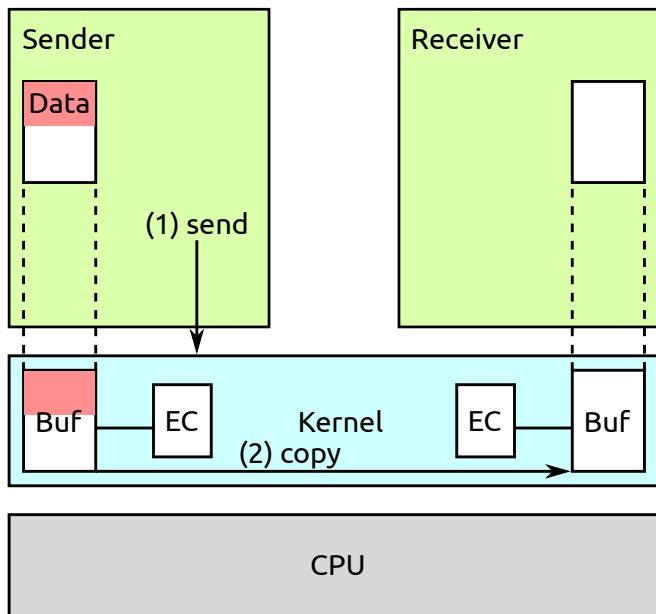 Sender
Receiver
Data
(1) send
Buf
EC
Kernel
EC
Buf
(2) copy
CPU